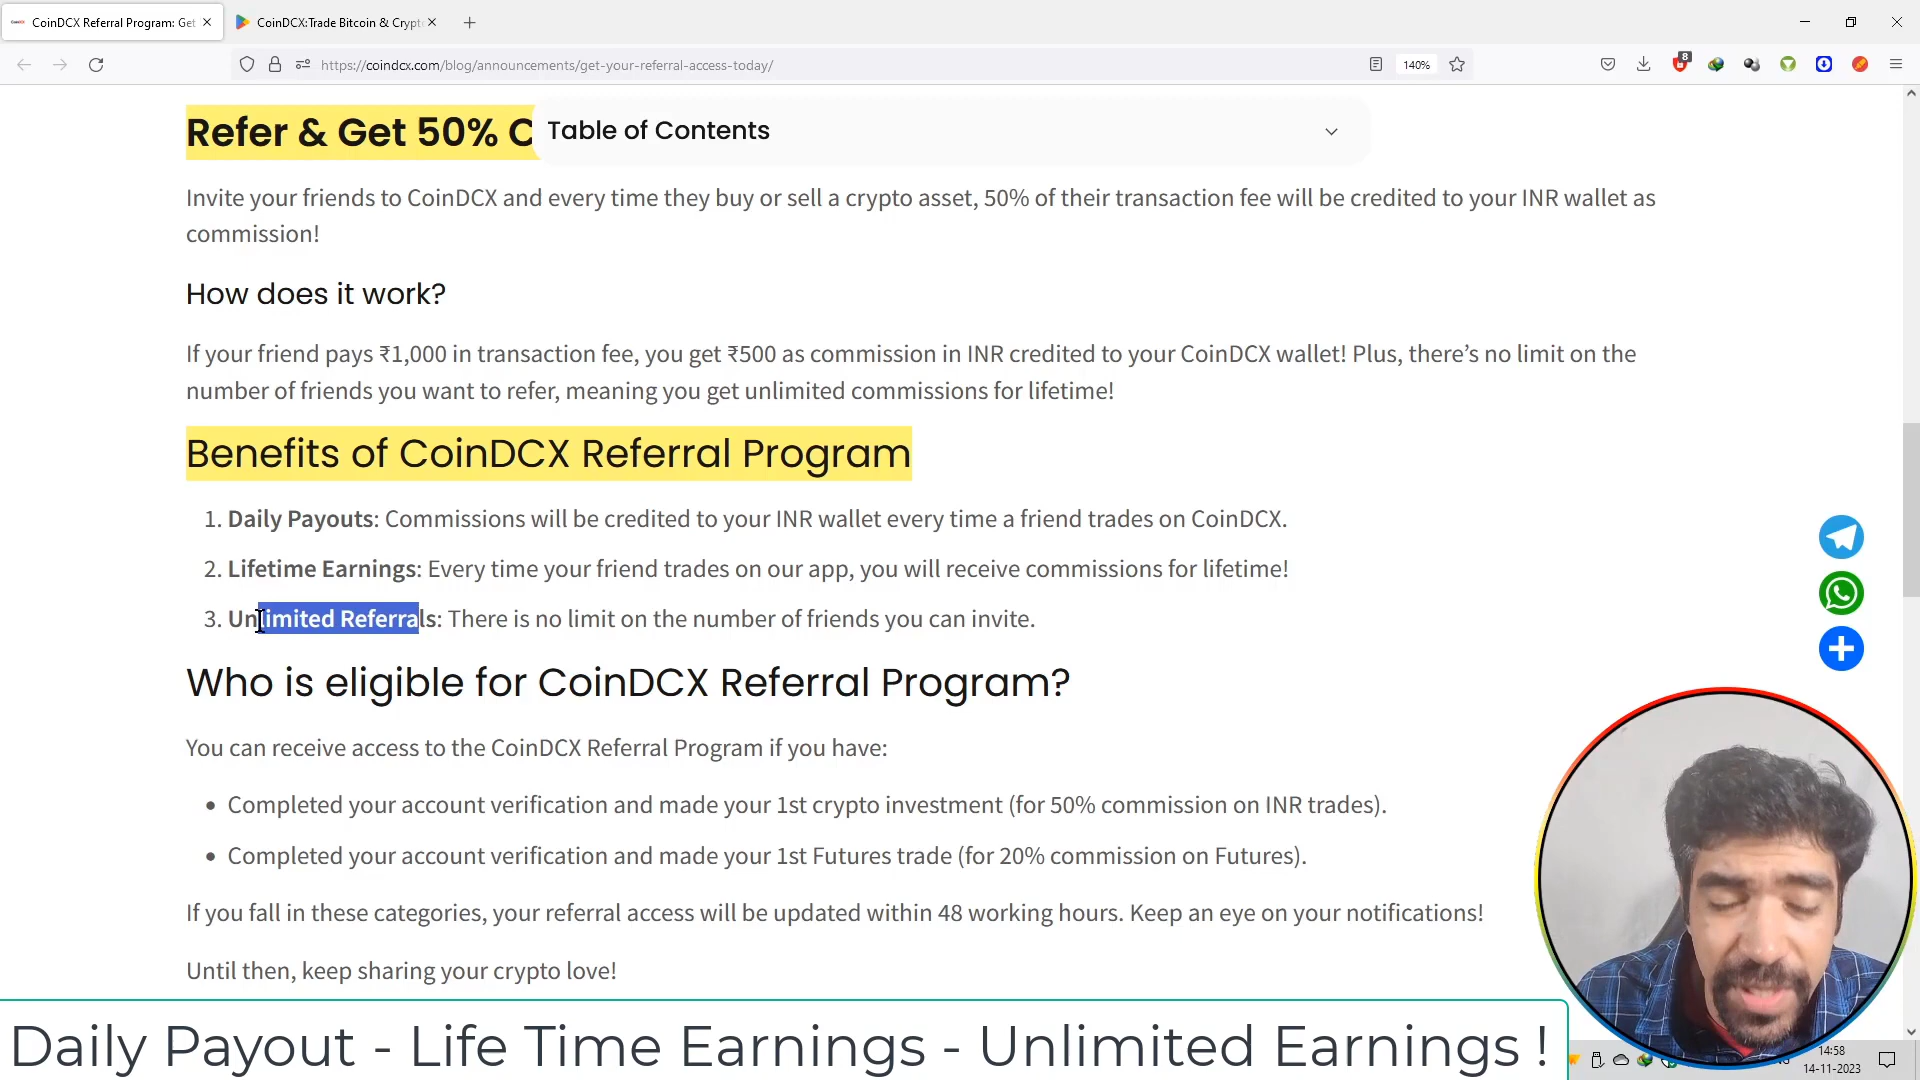 CoinDCX Referral Program: Get
CoinDCX:Trade Bitcoin & Crypt
https://coindcx.com/blog/announcements/get-your-referral-access-today/
140%
8
Refer & Get 50% C
Table of Contents
Invite your friends to CoinDCX and every time they buy or sell a crypto asset, 50% of their transaction fee will be credited to your INR wallet as
commission!
How does it work?
If your friend pays ₹1,000 in transaction fee, you get ₹500 as commission in INR credited to your CoinDCX wallet! Plus, there’s no limit on the
number of friends you want to refer, meaning you get unlimited commissions for lifetime!
Benefits of CoinDCX Referral Program
1. Daily Payouts: Commissions will be credited to your INR wallet every time a friend trades on CoinDCX.
2. Lifetime Earnings: Every time your friend trades on our app, you will receive commissions for lifetime!
3. Unlimited Referrals: There is no limit on the number of friends you can invite.
Who is eligible for CoinDCX Referral Program?
You can receive access to the CoinDCX Referral Program if you have:
• Completed your account verification and made your 1st crypto investment (for 50% commission on INR trades).
• Completed your account verification and made your 1st Futures trade (for 20% commission on Futures).
If you fall in these categories, your referral access will be updated within 48 working hours. Keep an eye on your notifications!
Until then, keep sharing your crypto love!
Daily Payout - Life Time Earnings - Unlimited Earnings !
14:58
14-11-2023